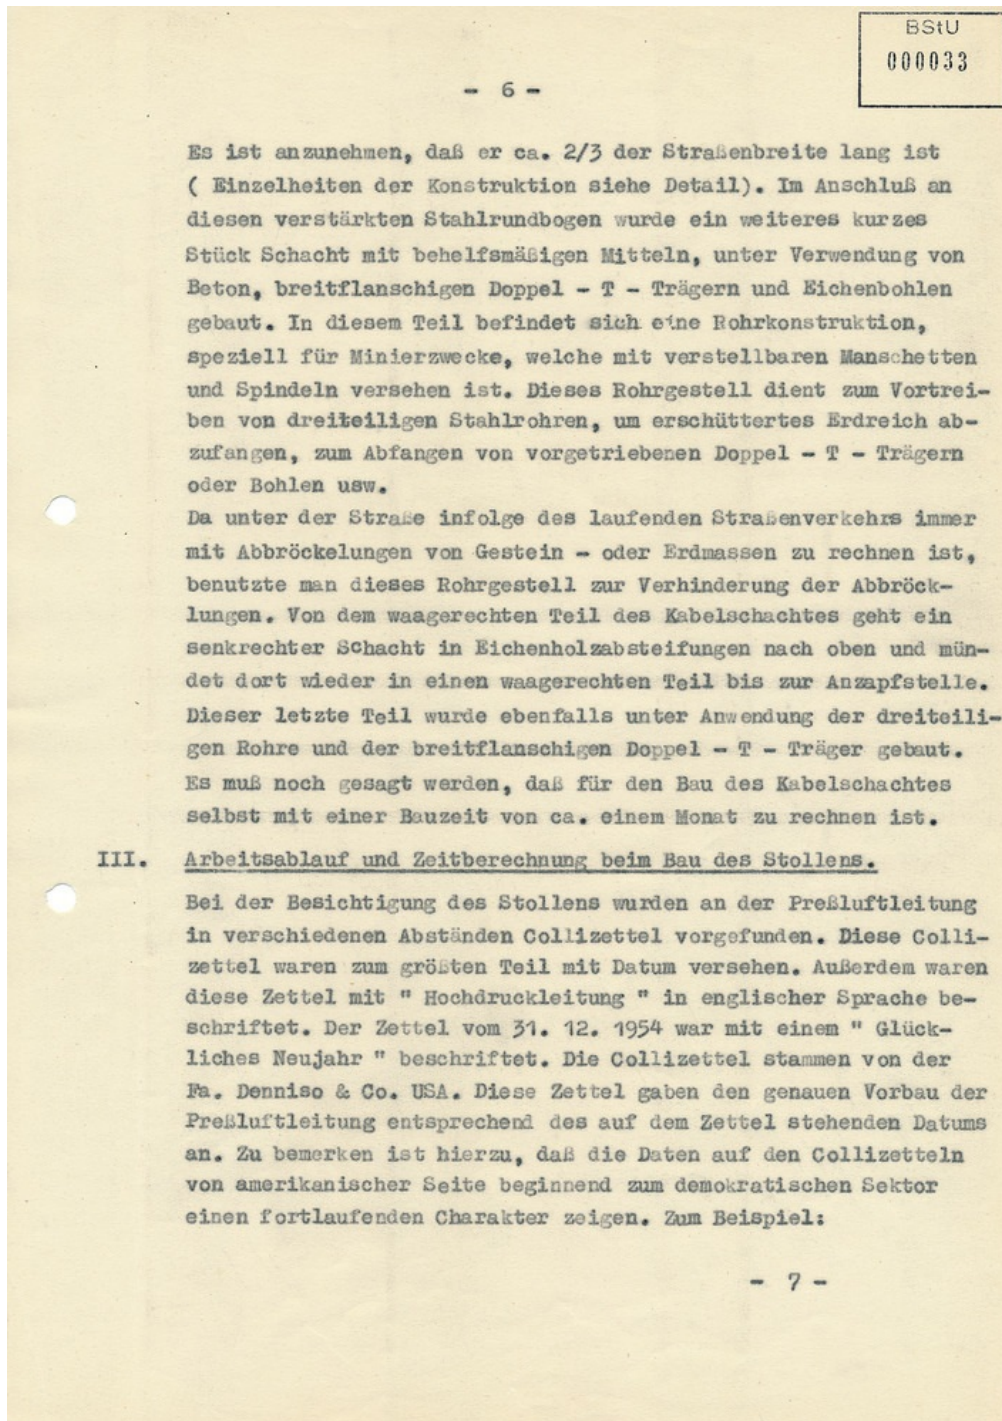 BStU
000033
- 6 -
Es ist anzunehmen, daß er ca. 2/3 der Straßenbreite lang ist
( Einzelheiten der Konstruktion siehe Detail). Im Anschluß an
diesen verstärkten Stahlrundbogen wurde ein weiteres kurzes
Stück Schacht mit behelfsmäßigen Mitteln, unter Verwendung von
Beton, breitflanschigen Doppel - T - Trägern und Eichenbohlen
gebaut. In diesem Teil befindet sich eine Rohrkonstruktion,
speziell für Minierzwecke, welche mit verstellbaren Manschetten
und Spindeln versehen ist. Dieses Rohrgestell dient zum Vortrei-
ben von dreiteiligen Stahlrohren, um erschüttertes Erdreich ab-
zufangen, zum Abfangen von vorgetriebenen Doppel - T - Trägern
oder Bohlen usw.
Da unter der Straße infolge des laufenden Straßenverkehrs immer
mit Abbröckelungen von Gestein - oder Erdmassen zu rechnen ist,
benutzte man dieses Rohrgestell zur Verhinderung der Abbröck-
lungen. Von dem waagerechten Teil des Kabelschachtes geht ein
senkrechter Schacht in Eichenholzabsteifungen nach oben und mün-
det dort wieder in einen waagerechten Teil bis zur Anzapfstelle.
Dieser letzte Teil wurde ebenfalls unter Anwendung der dreiteili-
gen Rohre und der breitflanschigen Doppel - T - Träger gebaut.
Es muß noch gesagt werden, daß für den Bau des Kabelschachtes
selbst mit einer Bauzeit von ca. einem Monat zu rechnen ist.
III. Arbeitsablauf und Zeitberechnung beim Bau des Stollens.
Bei der Besichtigung des Stollens wurden an der Preßluftleitung
in verschiedenen Abständen Collizettel vorgefunden. Diese Colli-
zettel waren zum größten Teil mit Datum versehen. Außerdem waren
diese Zettel mit " Hochdruckleitung " in englischer Sprache be-
schriftet. Der Zettel vom 31. 12. 1954 war mit einem " Glück-
liches Neujahr " beschriftet. Die Collizettel stammen von der
Fa. Denniso & Co. USA. Diese Zettel gaben den genauen Vorbau der
Preßluftleitung entsprechend des auf dem Zettel stehenden Datums
an. Zu bemerken ist hierzu, daß die Daten auf den Collizetteln
von amerikanischer Seite beginnend zum demokratischen Sektor
einen fortlaufenden Charakter zeigen. Zum Beispiel:
- 7 -